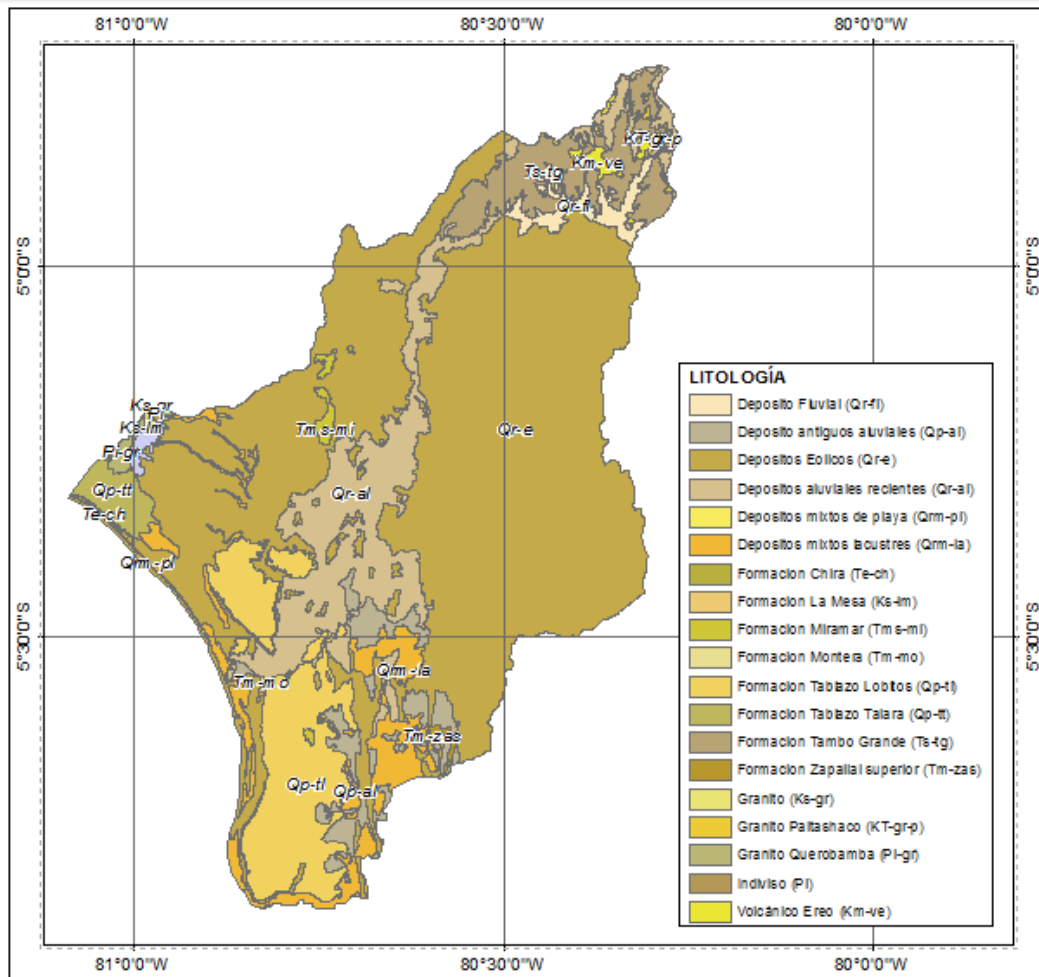 81°0'0"W 80°30'0"W 80°0'0"W
KT-gr-p
Km-ve
Ts-tg
Qr-fl
5°0'0"S 5°0'0"S
LITOLOGÍA
Deposito Fluvial (Qr-fl)
Deposito antiguos aluviales (Qp-al)
Depositos Eolicos (Qr-e)
Depositos aluviales recientes (Qr-al)
Depositos mixtos de playa (Qrm-pl)
Depositos mixtos lacustres (Qrm-la)
Formacion Chira (Te-ch)
Formacion La Mesa (Ks-lm)
Formacion Miramar (Tms-mi)
Formacion Montera (Tm-mo)
Formacion Tablazo Lobitos (Qp-tl)
Formacion Tablazo Talara (Qp-tt)
Formacion Tambo Grande (Ts-tg)
Formacion Zapallal superior (Tm-zas)
Granito (Ks-gr)
Granito Paltashaco (KT-gr-p)
Granito Querobamba (PI-gr)
Indiviso (PI)
Volcánico Ereo (Km-ve)
Ks-gr
PI
Ks-lm
PI-gr
Tms-mi
Qr-e
Qp-tt
Qr-al
Te-ch
Qrm-pl
5°30'0"S 5°30'0"S
Qrm-la
Tm-mo
Tm-zas
Qp-tl
Qp-al
81°0'0"W 80°30'0"W 80°0'0"W